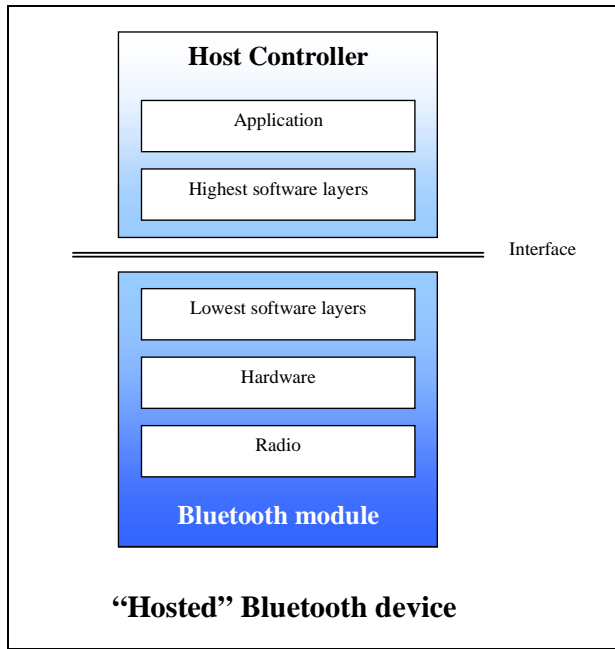 Host Controller
Application
Highest software layers
Interface
Lowest software layers
Hardware
Radio
Bluetooth module
“Hosted” Bluetooth device